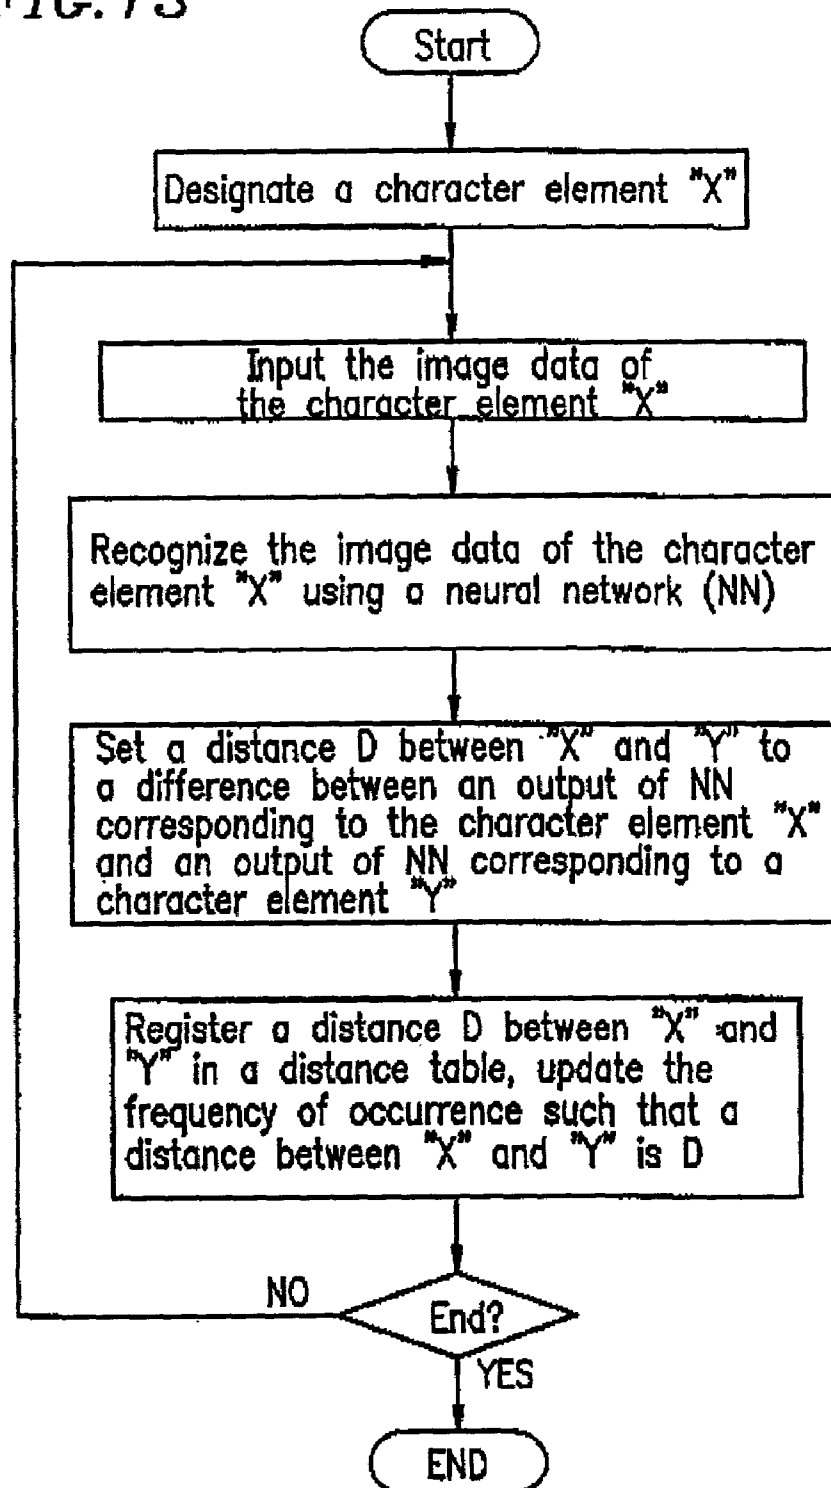 FIG. 13
Start
Designate a character element "X"
Input the image data of
the character element "X"
Recognize the image data of the character
element "X" using a neural network (NN)
Set a distance D between "X" and "Y" to
a difference between an output of NN
corresponding to the character element "X"
and an output of NN corresponding to a
character element "Y"
Register a distance D between "X" and
"Y" in a distance table, update the
frequency of occurrence such that a
distance between "X" and "Y" is D
NO
End?
YES
END